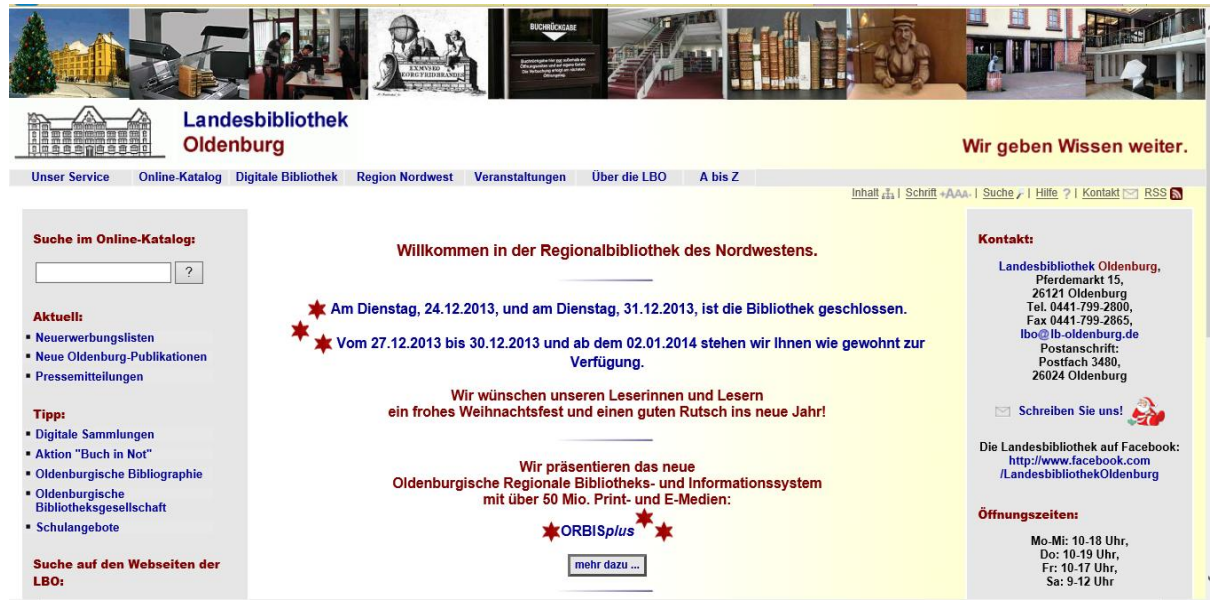 BUCHRÜCKGABE
EX MVSEO
Landesbibliothek
Oldenburg
Wir geben Wissen weiter.
Unser Service Online-Katalog Digitale Bibliothek Region Nordwest Veranstaltungen Über die LBO A bis Z
Inhalt | Schrift +AAA- | Suche | Hilfe ? | Kontakt RSS
Suche im Online-Katalog:
?
Aktuell:
Neuerwerbungslisten
Neue Oldenburg-Publikationen
Pressemitteilungen
Tipp:
Digitale Sammlungen
Aktion "Buch in Not"
Oldenburgische Bibliographie
Oldenburgische
Bibliotheksgesellschaft
Schulangebote
Suche auf den Webseiten der
LBO:
Willkommen in der Regionalbibliothek des Nordwestens.
Am Dienstag, 24.12.2013, und am Dienstag, 31.12.2013, ist die Bibliothek geschlossen.
Vom 27.12.2013 bis 30.12.2013 und ab dem 02.01.2014 stehen wir Ihnen wie gewohnt zur
Verfügung.
Wir wünschen unseren Leserinnen und Lesern
ein frohes Weihnachtsfest und einen guten Rutsch ins neue Jahr!
Wir präsentieren das neue
Oldenburgische Regionale Bibliotheks- und Informationssystem
mit über 50 Mio. Print- und E-Medien:
ORBISplus
mehr dazu ...
Kontakt:
Landesbibliothek Oldenburg,
Pferdemarkt 15,
26121 Oldenburg
Tel. 0441-799-2800,
Fax 0441-799-2865,
lbo@lb-oldenburg.de
Postanschrift:
Postfach 3480,
26024 Oldenburg
Schreiben Sie uns!
Die Landesbibliothek auf Facebook:
http://www.facebook.com
/LandesbibliothekOldenburg
Öffnungszeiten:
Mo-Mi: 10-18 Uhr,
Do: 10-19 Uhr,
Fr: 10-17 Uhr,
Sa: 9-12 Uhr